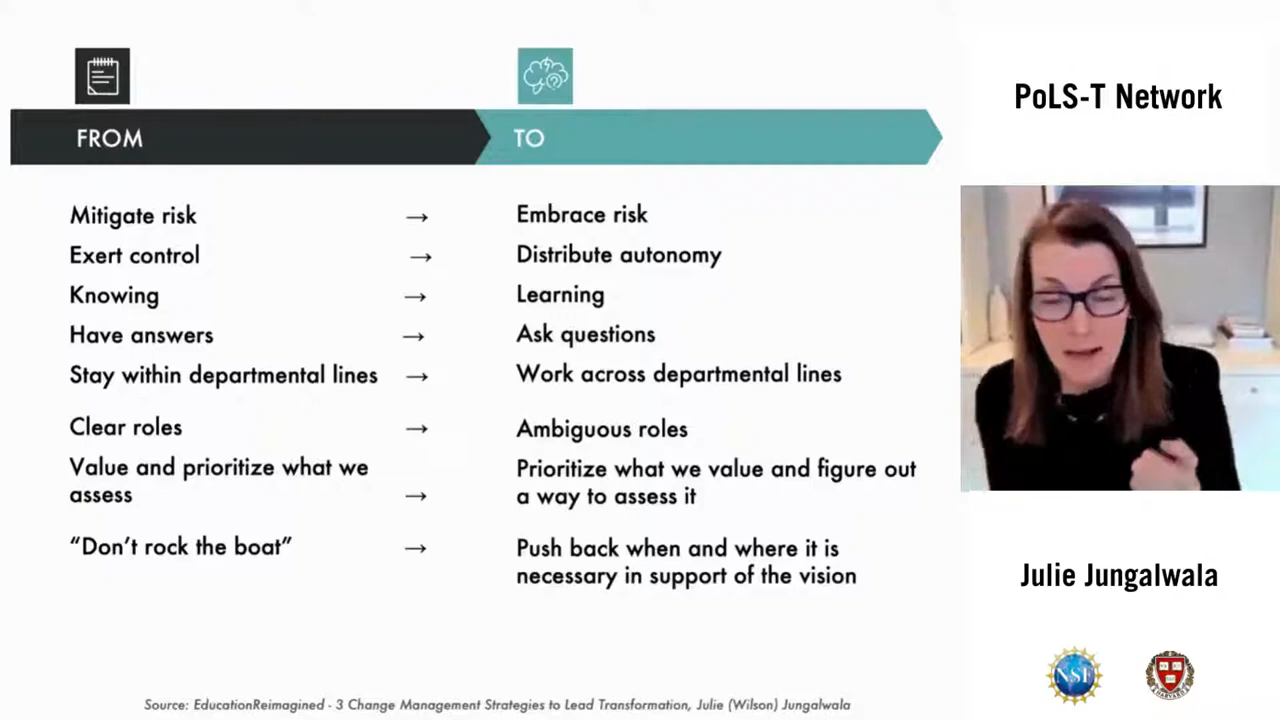 FROM
TO
Mitigate risk → Embrace risk
Exert control → Distribute autonomy
Knowing → Learning
Have answers → Ask questions
Stay within departmental lines → Work across departmental lines
Clear roles → Ambiguous roles
Value and prioritize what we
assess →
Prioritize what we value and figure out
a way to assess it
“Don’t rock the boat” →
Push back when and where it is
necessary in support of the vision
Source: EducationReimagined - 3 Change Management Strategies to Lead Transformation, Julie (Wilson) Jungalwala
PoLS-T Network
Julie Jungalwala
NSF
HARVARD